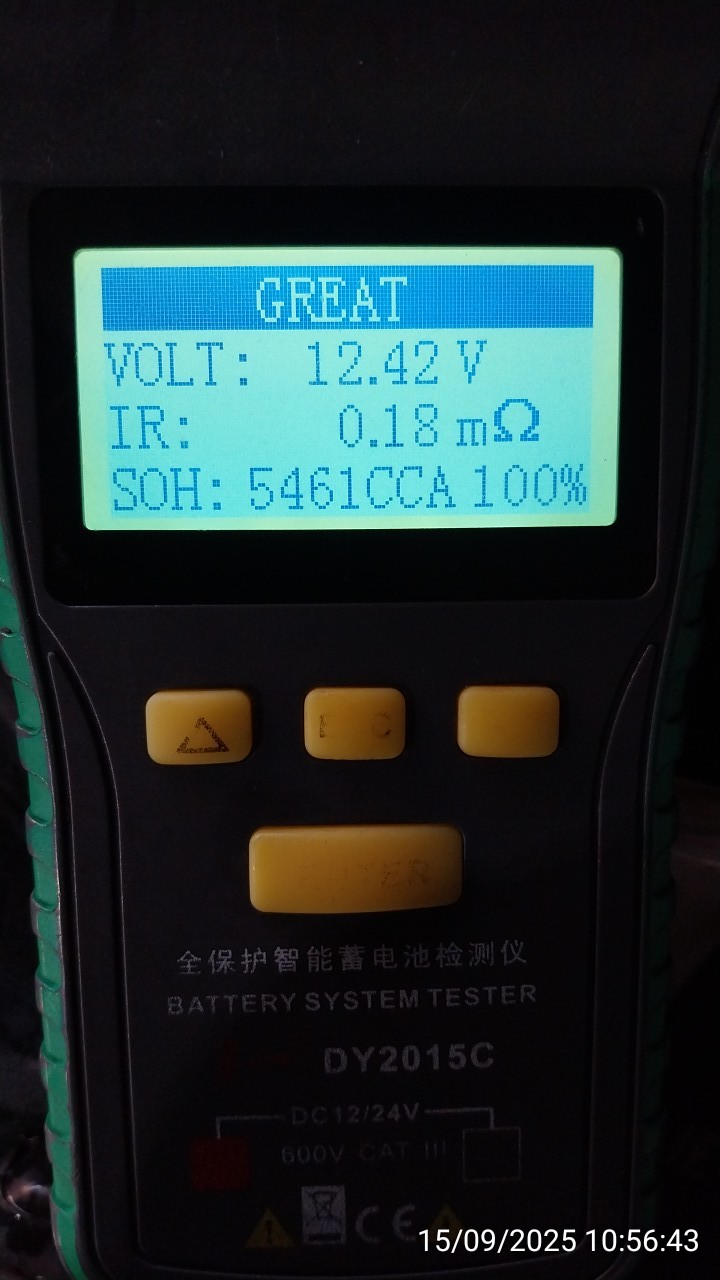 GREAT
VOLT: 12.42 V
IR: 0.18 mΩ
SOH: 5461CCA 100%
全保护智能蓄电池检测仪
BATTERY SYSTEM TESTER
DY2015C
DC12/24V
600V CAT III
CE
15/09/2025 10:56:43